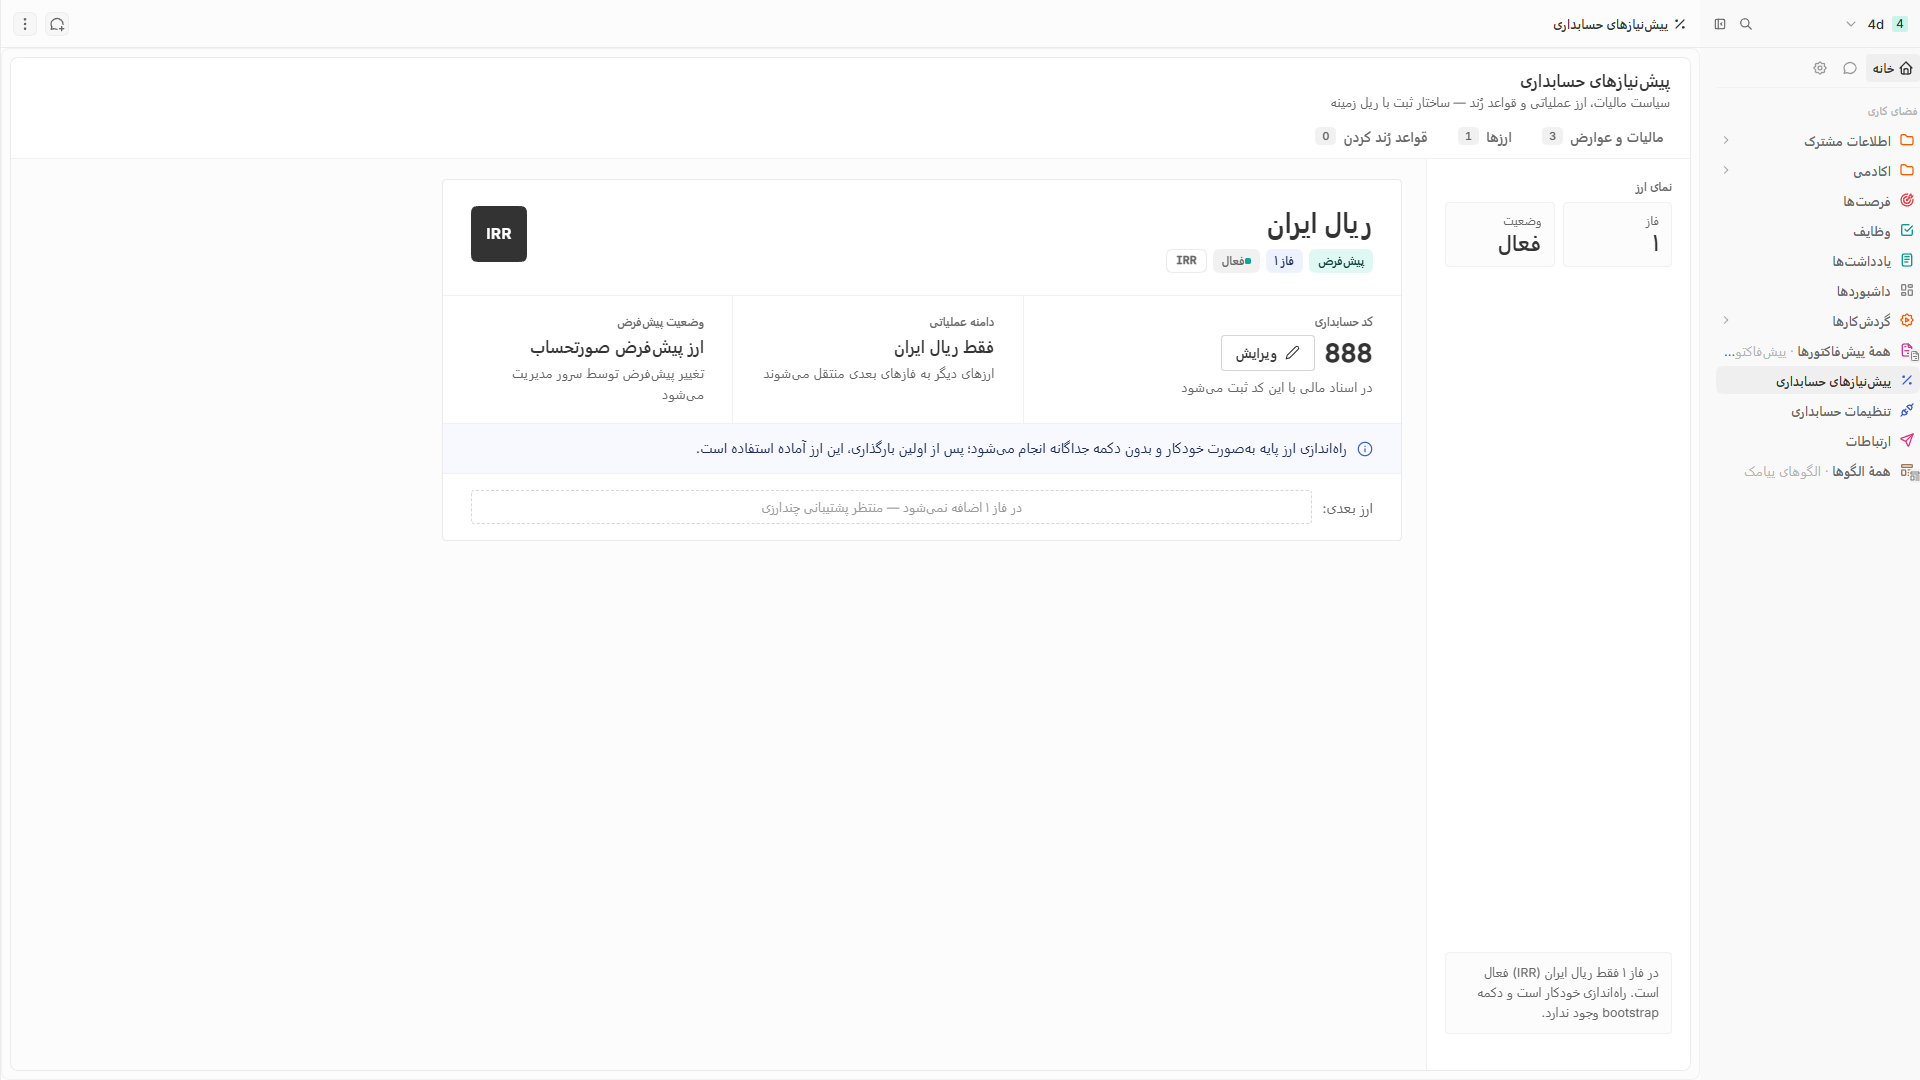 4 4d
پیش‌نیازهای حسابداری
خانه
فضای کاری
اطلاعات مشترک
اکادمی
فرصت‌ها
وظایف
یادداشت‌ها
داشبوردها
گردش‌کارها
همهٔ پیش‌فاکتورها · پیش‌فاکتو...
پیش‌نیازهای حسابداری
تنظیمات حسابداری
ارتباطات
همهٔ الگوها · الگوهای پیامک
پیش‌نیازهای حسابداری
سیاست مالیات، ارز عملیاتی و قواعد رُند — ساختار ثبت با ریل زمینه
مالیات و عوارض 3 ارزها 1 قواعد رُند کردن 0
نمای ارز
فاز
۱
وضعیت
فعال
در فاز ۱ فقط ریال ایران (IRR) فعال
است. راه‌اندازی خودکار است و دکمه
bootstrap وجود ندارد.
ریال ایران
پیش‌فرض فاز ۱ فعال IRR
IRR
کد حسابداری
888 ویرایش
در اسناد مالی با این کد ثبت می‌شود
دامنه عملیاتی
فقط ریال ایران
ارزهای دیگر به فازهای بعدی منتقل می‌شوند
وضعیت پیش‌فرض
ارز پیش‌فرض صورتحساب
تغییر پیش‌فرض توسط سرور مدیریت
می‌شود
راه‌اندازی ارز پایه به‌صورت خودکار و بدون دکمه جداگانه انجام می‌شود؛ پس از اولین بارگذاری، این ارز آماده استفاده است.
ارز بعدی:
در فاز ۱ اضافه نمی‌شود — منتظر پشتیبانی چندارزی